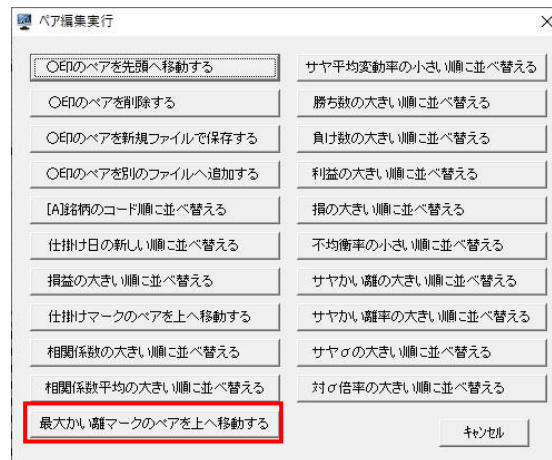 ペア編集実行
〇印のペアを先頭へ移動する
〇印のペアを削除する
〇印のペアを新規ファイルで保存する
〇印のペアを別のファイルへ追加する
[A]銘柄のコード順に並べ替える
仕掛け日の新しい順に並べ替える
損益の大きい順に並べ替える
仕掛けマークのペアを上へ移動する
相関係数の大きい順に並べ替える
相関係数平均の大きい順に並べ替える
最大かい離マークのペアを上へ移動する
サヤ平均変動率の小さい順に並べ替える
勝ち数の大きい順に並べ替える
負け数の大きい順に並べ替える
利益の大きい順に並べ替える
損の大きい順に並べ替える
不均衡率の小さい順に並べ替える
サヤかい離の大きい順に並べ替える
サヤかい離率の大きい順に並べ替える
サヤσの大きい順に並べ替える
対σ倍率の大きい順に並べ替える
キャンセル